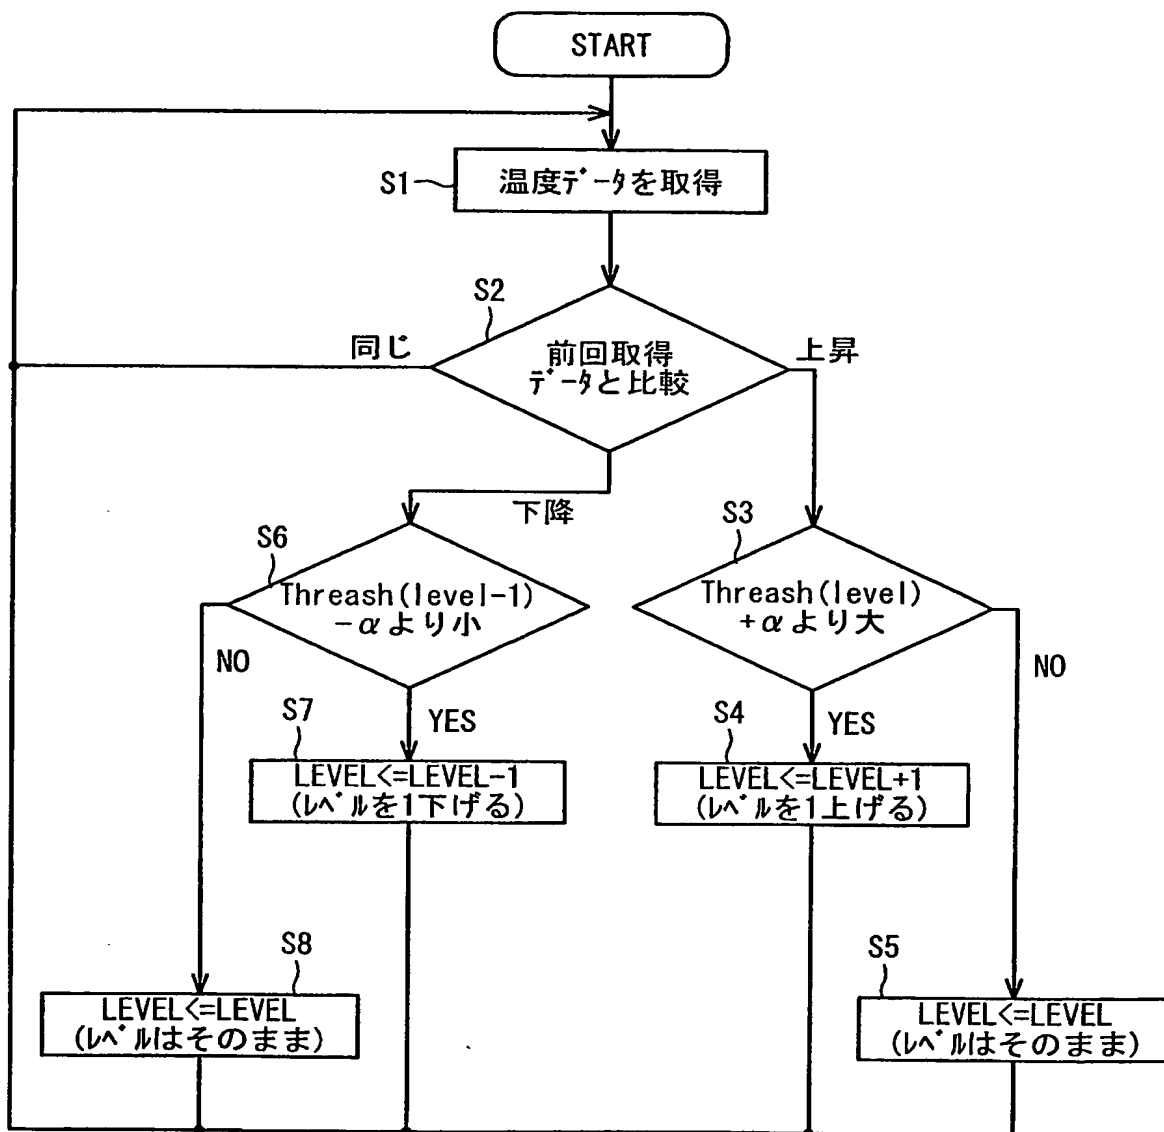 START
S1
温度ﾃﾞｰﾀを取得
S2
同じ
前回取得
ﾃﾞｰﾀと比較
上昇
下降
S6
Threash(level-1)
-αより小
S3
Threash(level)
+αより大
NO
YES
NO
YES
S7
LEVEL<=LEVEL-1
(ﾚﾍﾞﾙを1下げる)
S4
LEVEL<=LEVEL+1
(ﾚﾍﾞﾙを1上げる)
S8
LEVEL<=LEVEL
(ﾚﾍﾞﾙはそのまま)
S5
LEVEL<=LEVEL
(ﾚﾍﾞﾙはそのまま)